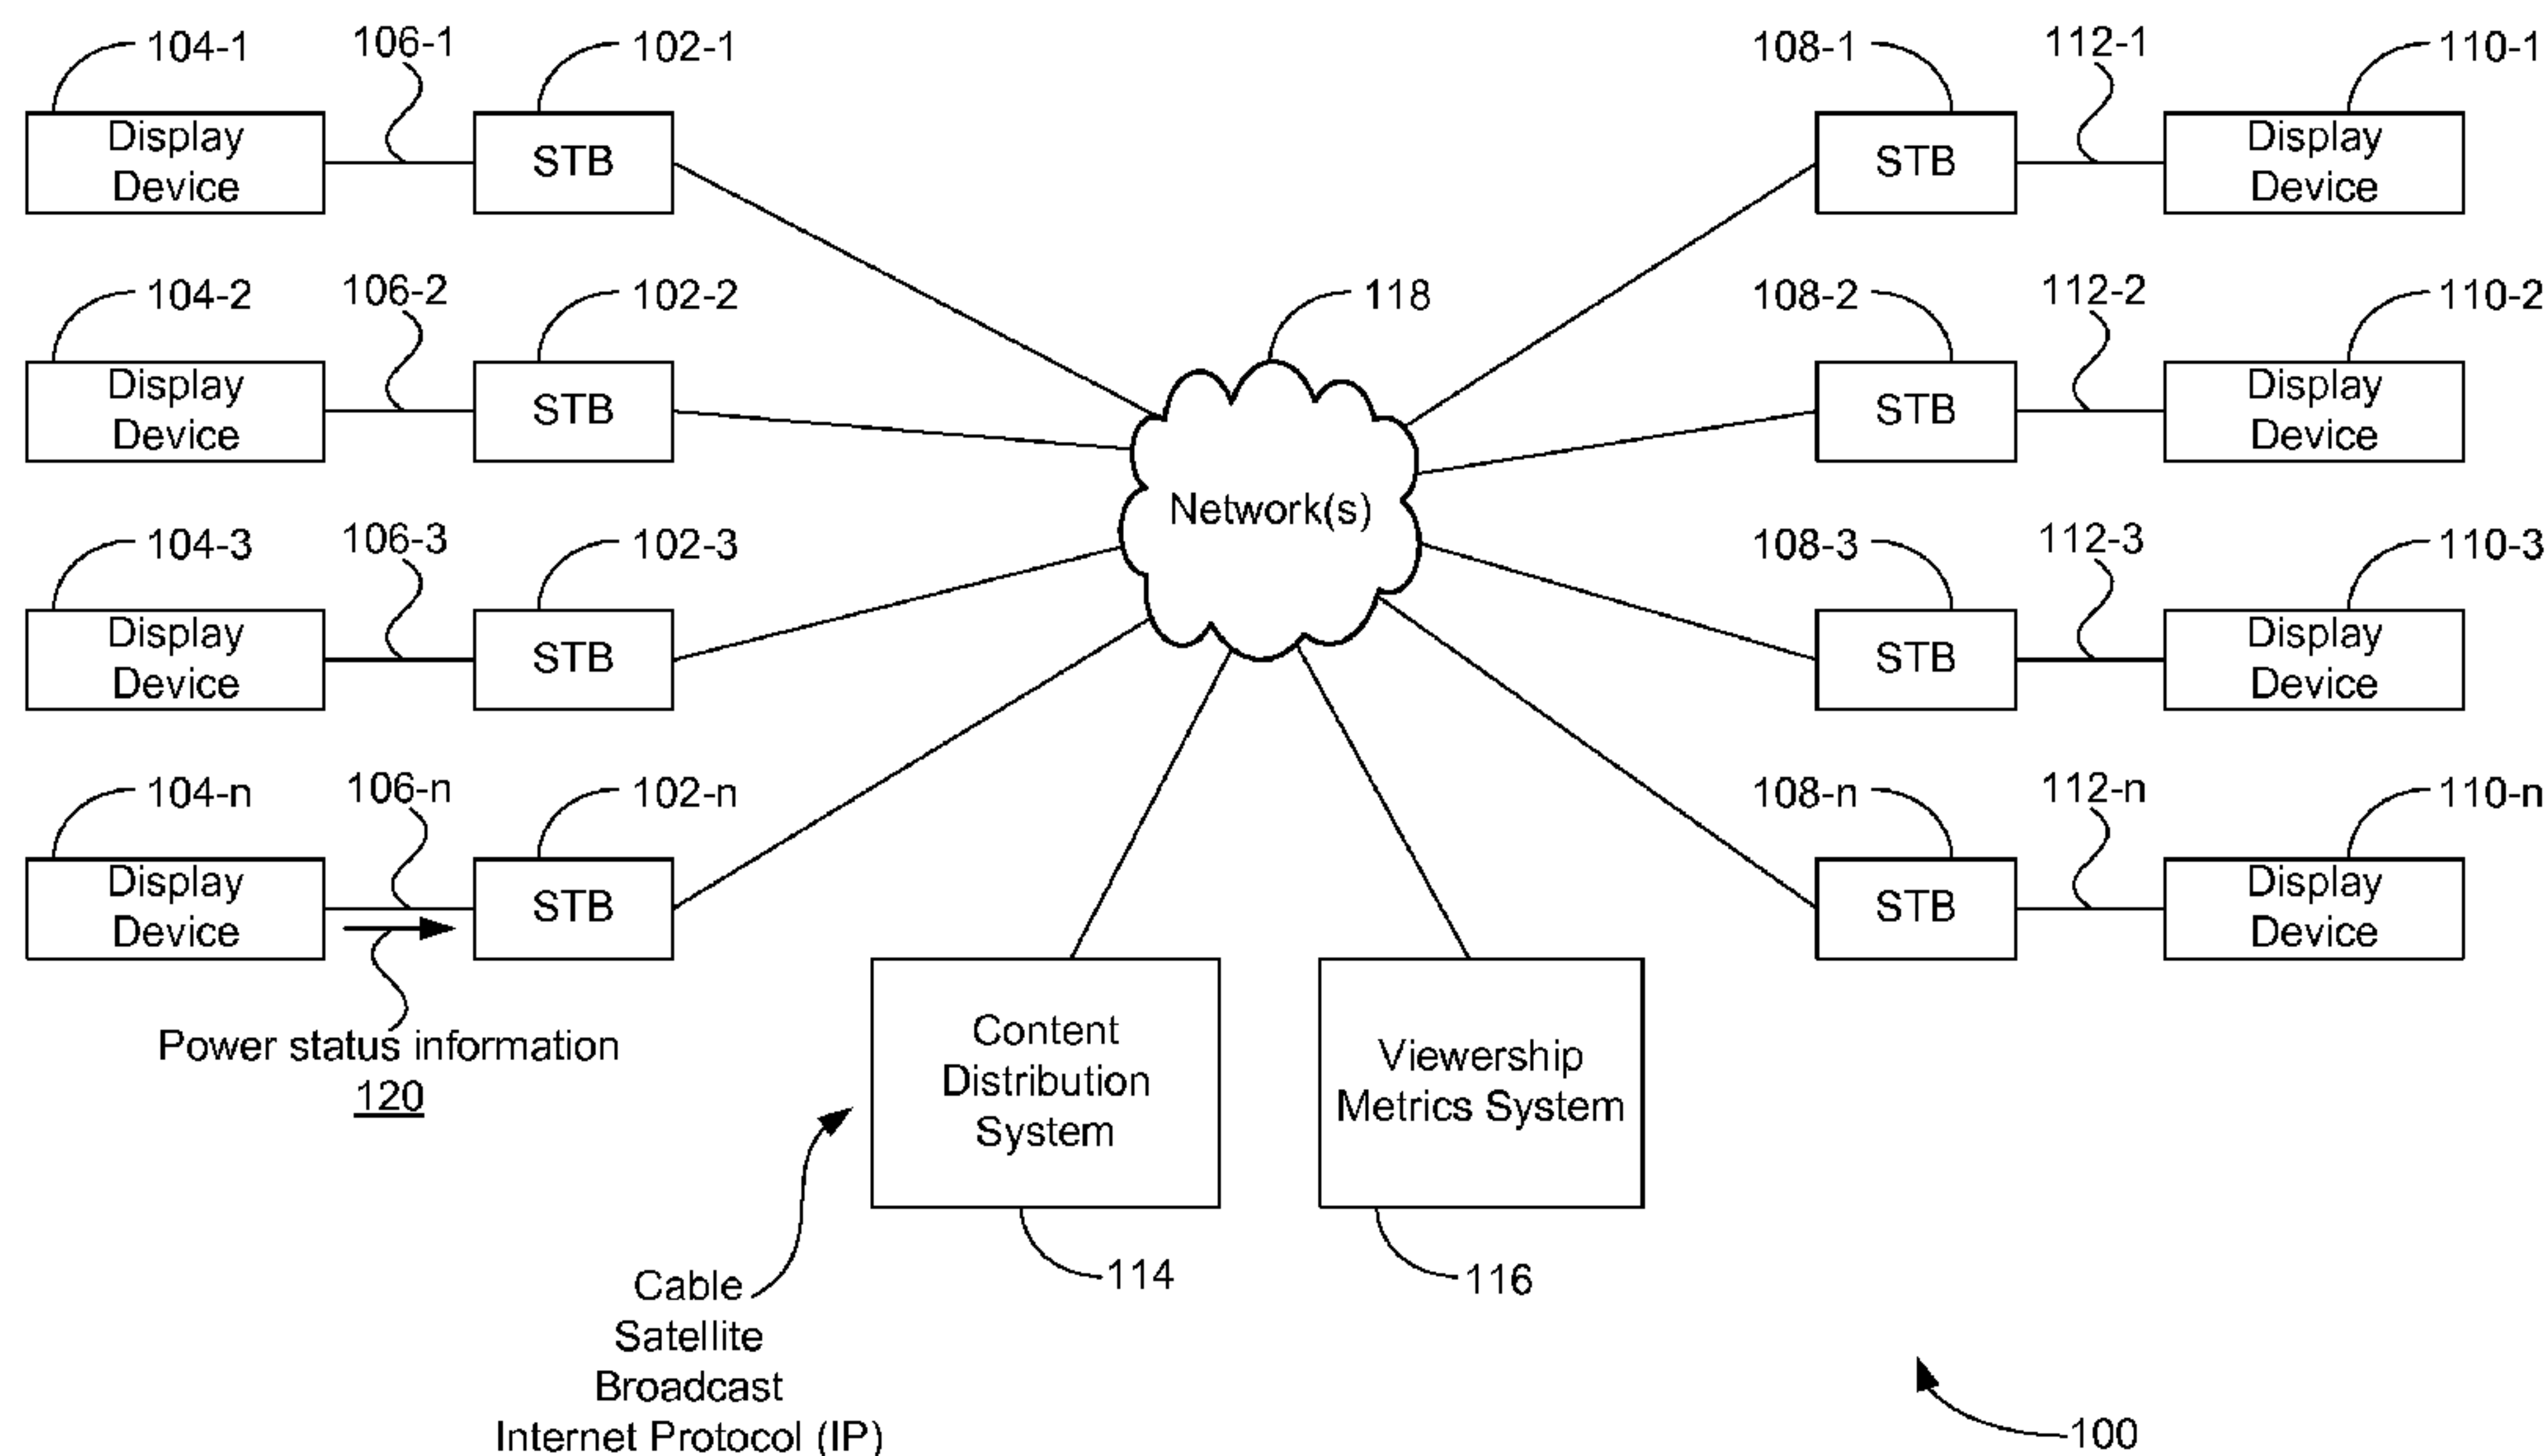 104-1
106-1
102-1
108-1
112-1
110-1
Display
Device
STB
STB
Display
Device
104-2
106-2
102-2
118
108-2
112-2
110-2
Display
Device
STB
STB
Display
Device
Network(s)
104-3
106-3
102-3
108-3
112-3
110-3
Display
Device
STB
STB
Display
Device
104-n
106-n
102-n
108-n
112-n
110-n
Display
Device
STB
STB
Display
Device
Power status information
120
Content
Distribution
System
Viewership
Metrics System
114
116
Cable
Satellite
Broadcast
Internet Protocol (IP)
100